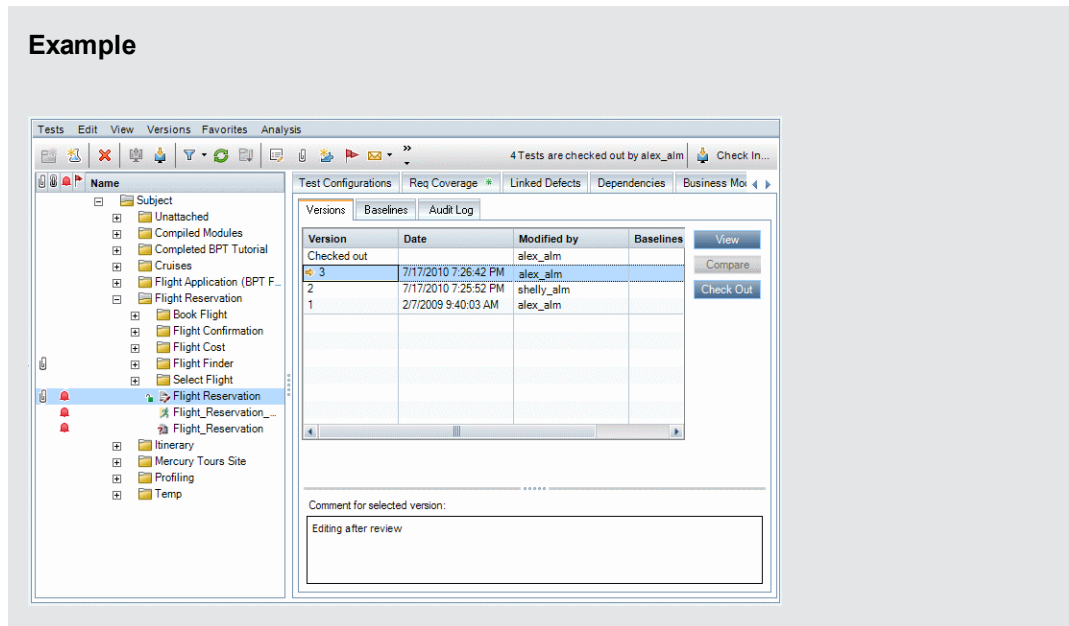 Example
Tests Edit View Versions Favorites Analysis
4 Tests are checked out by alex_alm Check In...
Name
Subject
Unattached
Compiled Modules
Completed BPT Tutorial
Cruises
Flight Application (BPT F...
Flight Reservation
Book Flight
Flight Confirmation
Flight Cost
Flight Finder
Select Flight
Flight Reservation
Flight_Reservation_...
Flight_Reservation
Itinerary
Mercury Tours Site
Profiling
Temp
Test Configurations Req Coverage * Linked Defects Dependencies Business Mo
Versions Baselines Audit Log
Version Date Modified by Baselines
Checked out alex_alm
3 7/17/2010 7:26:42 PM alex_alm
2 7/17/2010 7:25:52 PM shelly_alm
1 2/7/2009 9:40:03 AM alex_alm
View
Compare
Check Out
Comment for selected version:
Editing after review